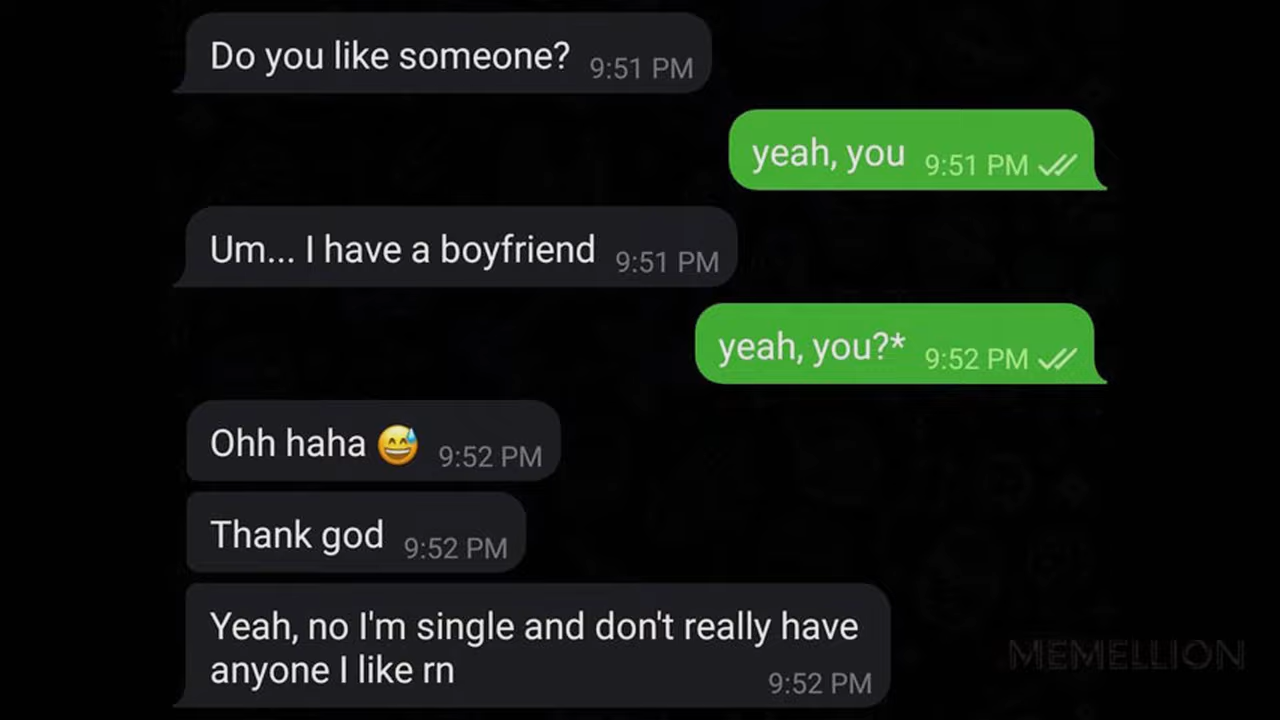 Do you like someone? 9:51 PM
yeah, you 9:51 PM
Um... I have a boyfriend 9:51 PM
yeah, you?* 9:52 PM
Ohh haha 😅 9:52 PM
Thank god 9:52 PM
Yeah, no I'm single and don't really have
anyone I like rn 9:52 PM
MEMELLION